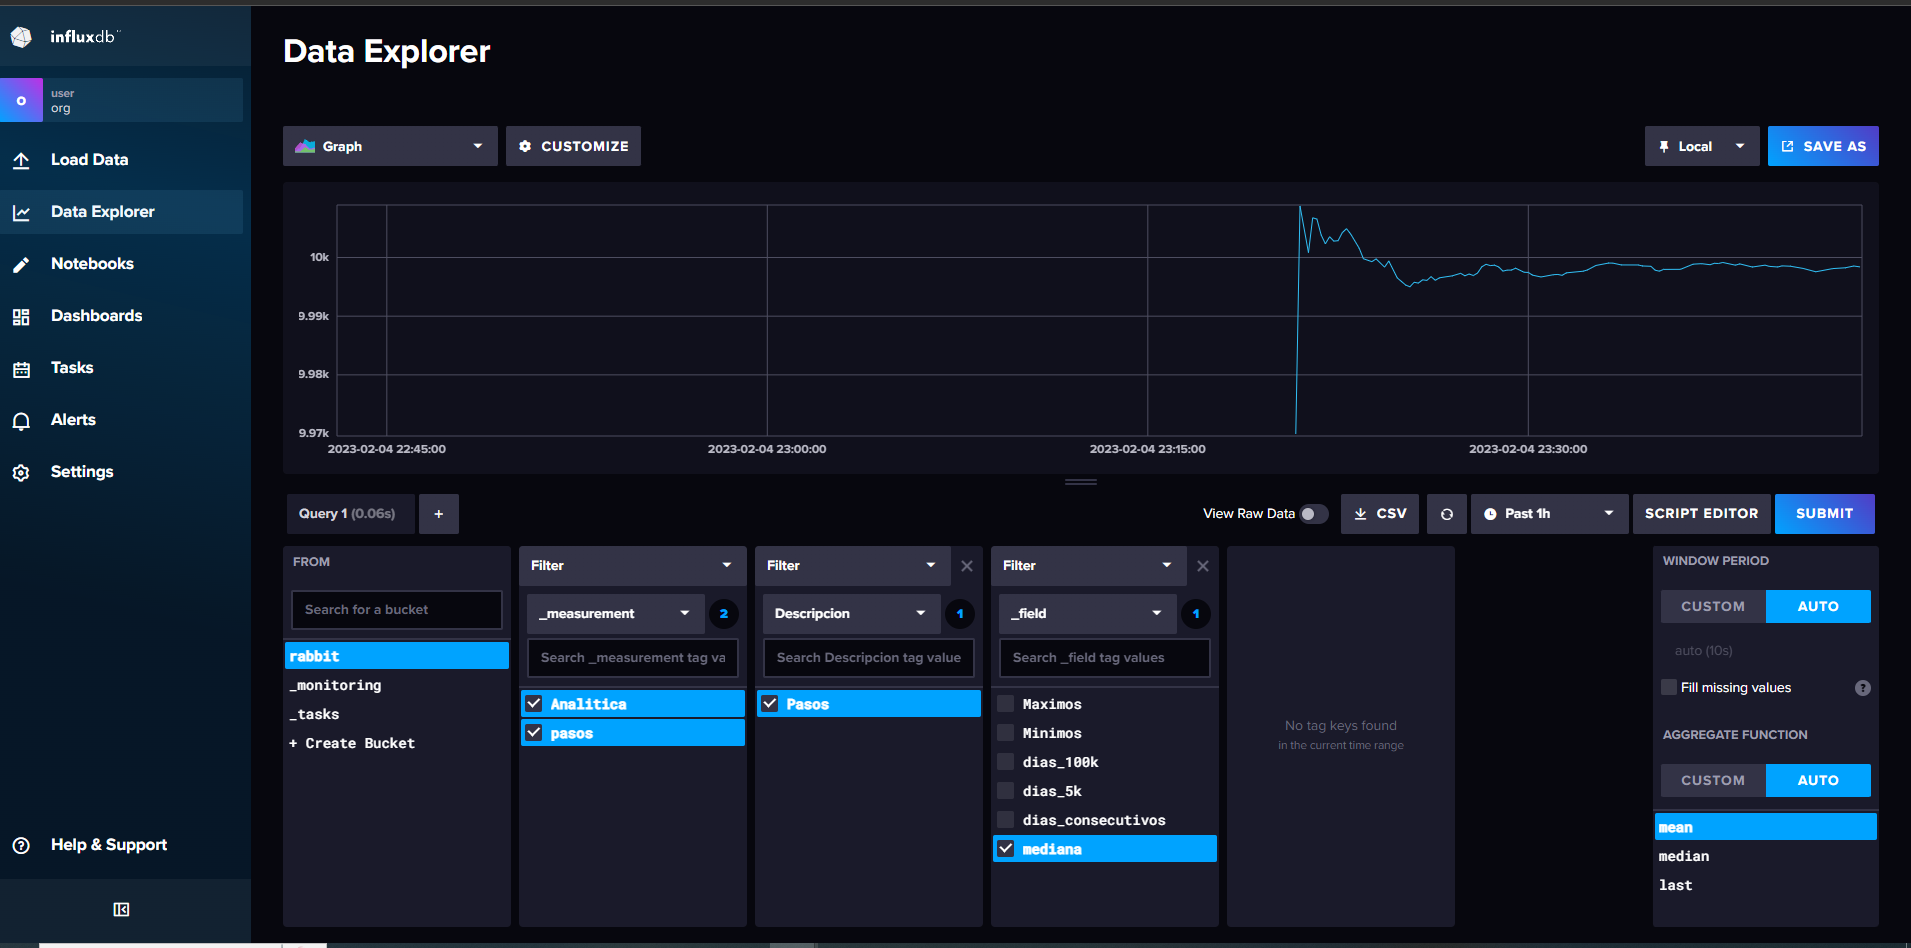 influxdb™
Data Explorer
user
org
Load Data
Data Explorer
Notebooks
Dashboards
Tasks
Alerts
Settings
Help & Support
Graph
CUSTOMIZE
Local
SAVE AS
10k
9.99k
9.98k
9.97k
2023-02-04 22:45:00
2023-02-04 23:00:00
2023-02-04 23:15:00
2023-02-04 23:30:00
Query 1 (0.06s)
+
View Raw Data
CSV
Past 1h
SCRIPT EDITOR
SUBMIT
FROM
Search for a bucket
rabbit
_monitoring
_tasks
+ Create Bucket
Filter
_measurement
2
Search _measurement tag va
Analitica
pasos
Filter
Descripcion
1
Search Descripcion tag value
Pasos
Filter
_field
1
Search _field tag values
Maximos
Minimos
dias_100k
dias_5k
dias_consecutivos
mediana
No tag keys found
in the current time range
WINDOW PERIOD
CUSTOM
AUTO
auto (10s)
Fill missing values
?
AGGREGATE FUNCTION
CUSTOM
AUTO
mean
median
last